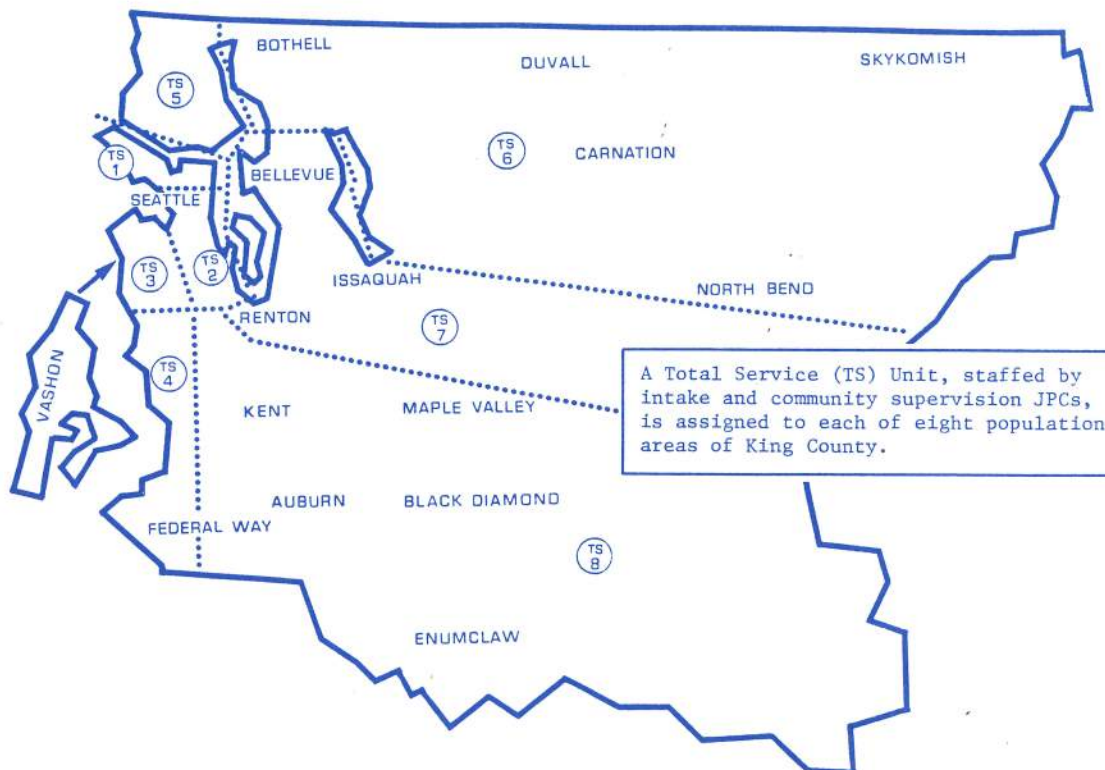 BOTHELL
DUVALL
SKYKOMISH
TS
5
TS
6
CARNATION
TS
1
BELLEVUE
SEATTLE
TS
3
TS
2
ISSAQUAH
NORTH BEND
RENTON
TS
7
VASHON
TS
4
A Total Service (TS) Unit, staffed by
intake and community supervision JPCs,
is assigned to each of eight population
areas of King County.
KENT
MAPLE VALLEY
AUBURN
BLACK DIAMOND
FEDERAL WAY
TS
8
ENUMCLAW